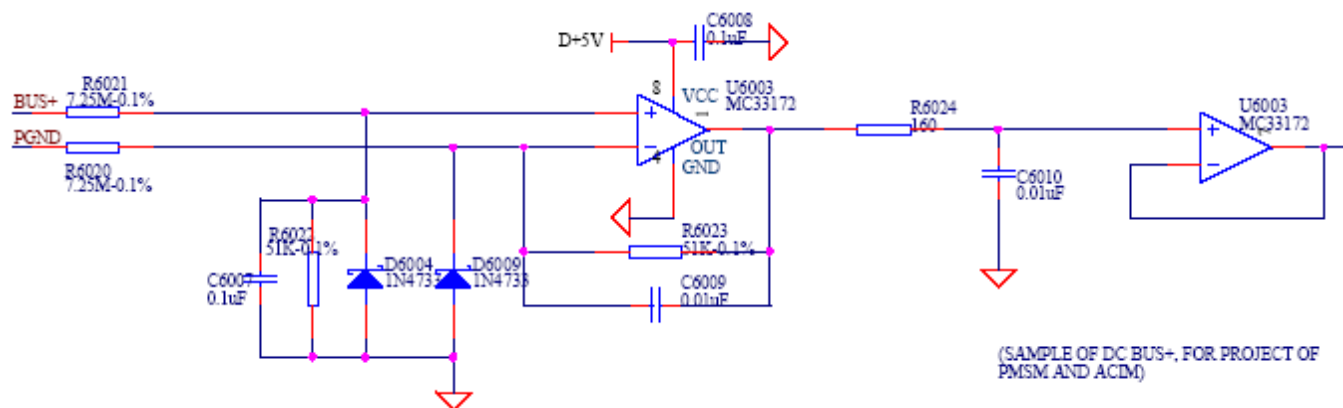 C6008
0.1uF
D+5V
R6021
7.25M-0.1%
BUS+
8
VCC
1
U6003
MC33172
PGND
OUT
4
GND
R6020
7.25M-0.1%
R6024
160
U6003
MC33172
C6010
0.01uF
R6022
51K-0.1%
R6023
51K-0.1%
C6007
0.1uF
D6004
1N4733
D6009
1N4733
C6009
0.01uF
(SAMPLE OF DC BUS+, FOR PROJECT OF
PMSM AND ACIM)